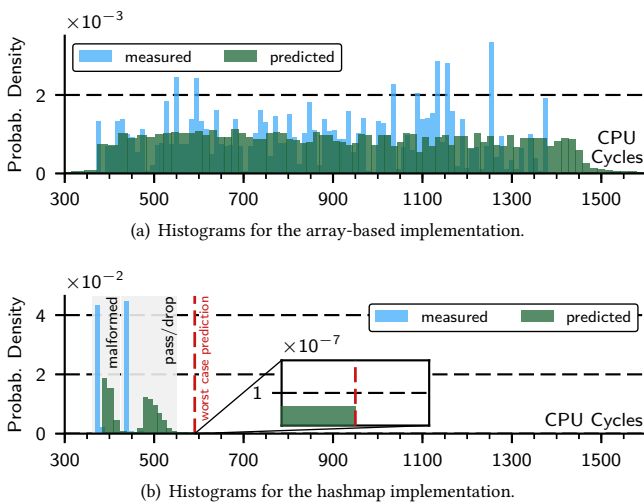 ×10⁻³
measured
predicted
Probab. Density
2
0
CPU
Cycles
300 500 700 900 1100 1300 1500
(a) Histograms for the array-based implementation.
×10⁻²
Probab. Density
4
2
0
malformed
pass/drop
worst case prediction
measured
predicted
×10⁻⁷
1
CPU Cycles
300 500 700 900 1100 1300 1500
(b) Histograms for the hashmap implementation.